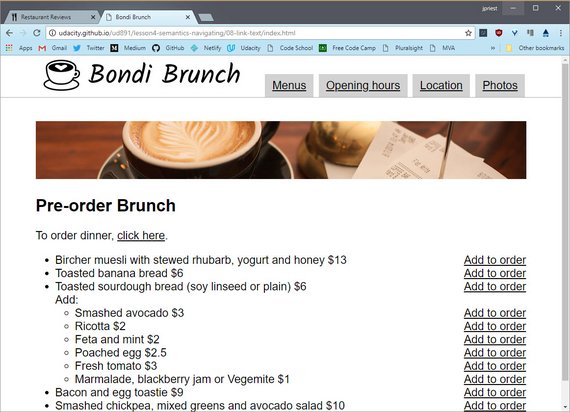 Restaurant Reviews
Bondi Brunch
jpriest
udacity.github.io/ud891/lesson4-semantics-navigating/08-link-text/index.html
Apps
Gmail
Twitter
Medium
GitHub
Netlify
Udacity
Code School
Free Code Camp
Pluralsight
MVA
»
Other bookmarks
Bondi Brunch
Menus
Opening hours
Location
Photos
Pre-order Brunch
To order dinner, click here.
• Bircher muesli with stewed rhubarb, yogurt and honey $13 Add to order
• Toasted banana bread $6 Add to order
• Toasted sourdough bread (soy linseed or plain) $6 Add to order
Add:
Smashed avocado $3 Add to order
Ricotta $2 Add to order
Feta and mint $2 Add to order
Poached egg $2.5 Add to order
Fresh tomato $3 Add to order
Marmalade, blackberry jam or Vegemite $1 Add to order
• Bacon and egg toastie $9 Add to order
• Smashed chickpea, mixed greens and avocado salad $10 Add to order